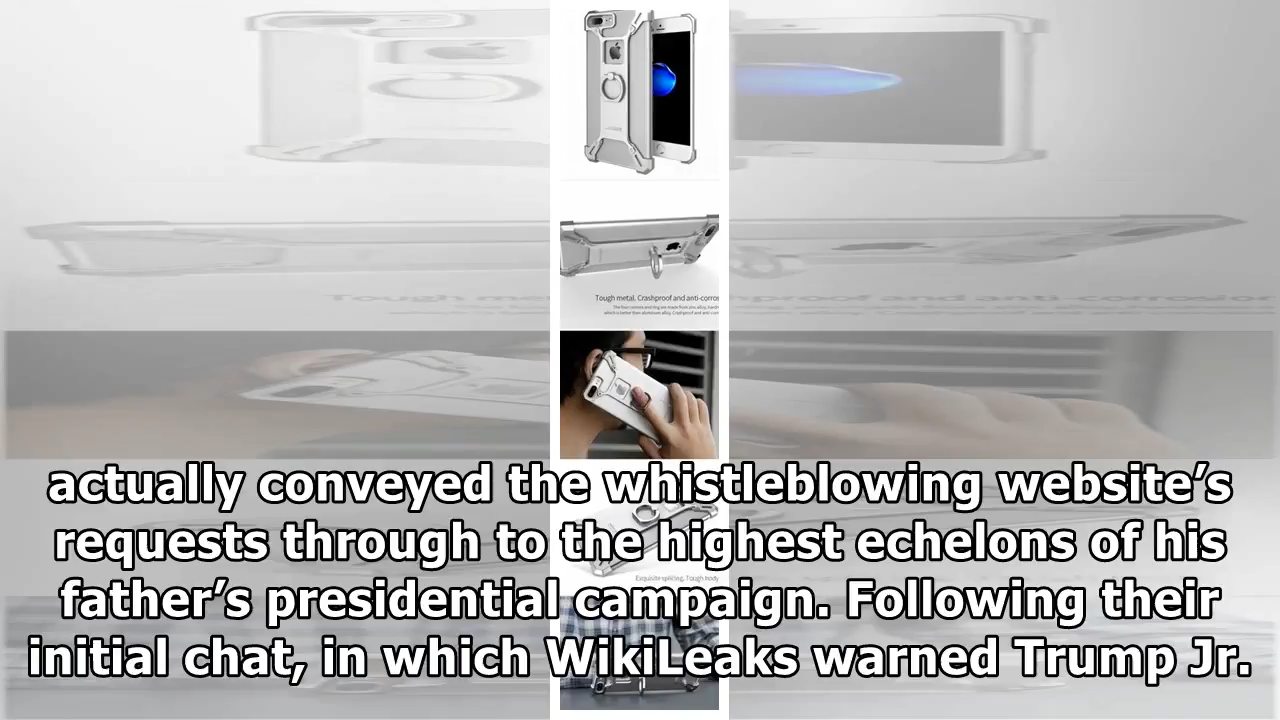 Tough metal. Crashproof and anti-corros
Exquisite splicing. Tough body
actually conveyed the whistleblowing website’s
requests through to the highest echelons of his
father’s presidential campaign. Following their
initial chat, in which WikiLeaks warned Trump Jr.